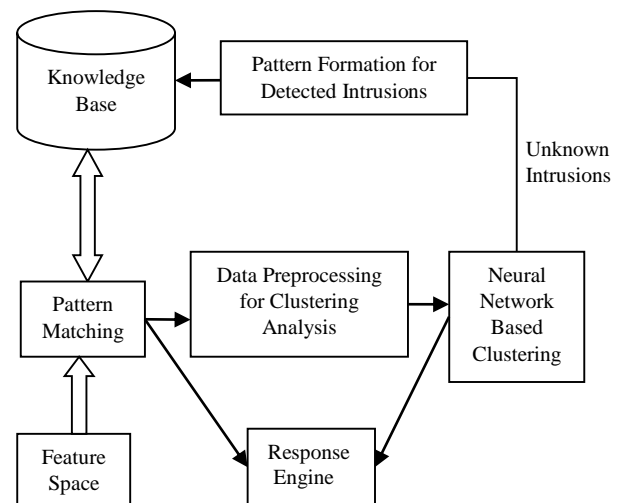 Knowledge
Base
Pattern Formation for
Detected Intrusions
Unknown
Intrusions
Pattern
Matching
Data Preprocessing
for Clustering
Analysis
Neural
Network
Based
Clustering
Feature
Space
Response
Engine